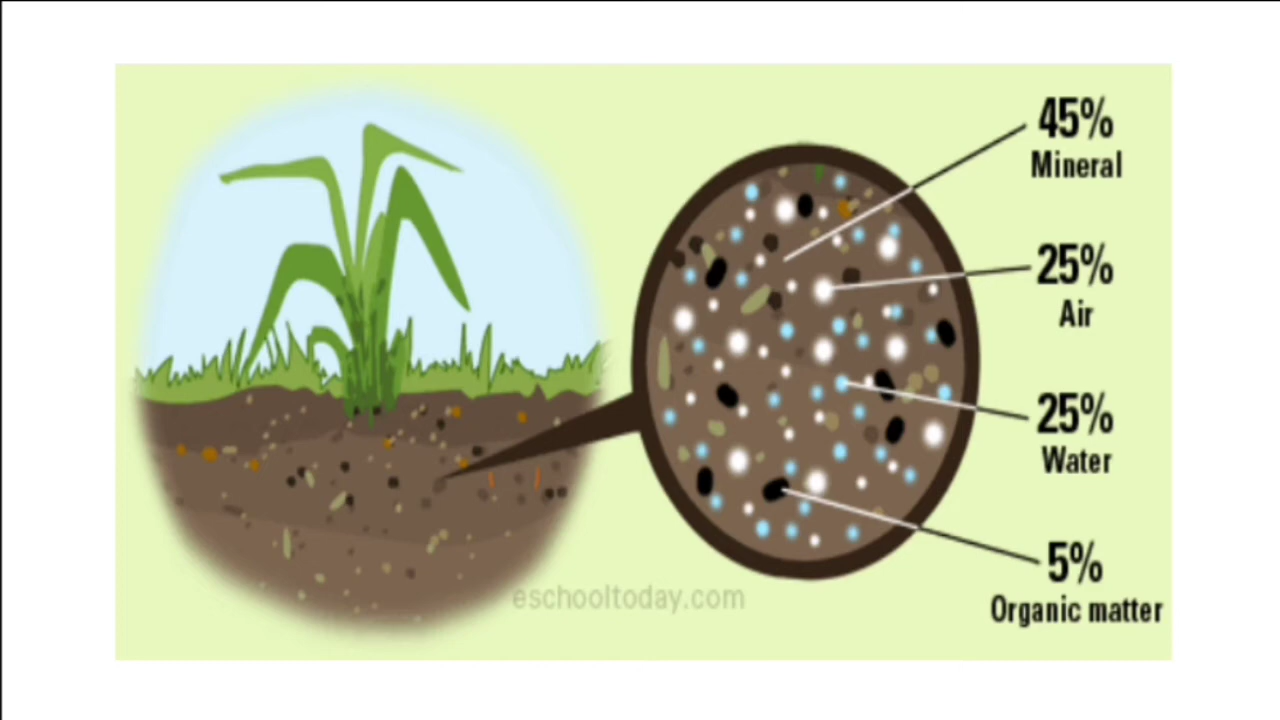 45%
Mineral
25%
Air
25%
Water
5%
Organic matter
eschooltoday.com